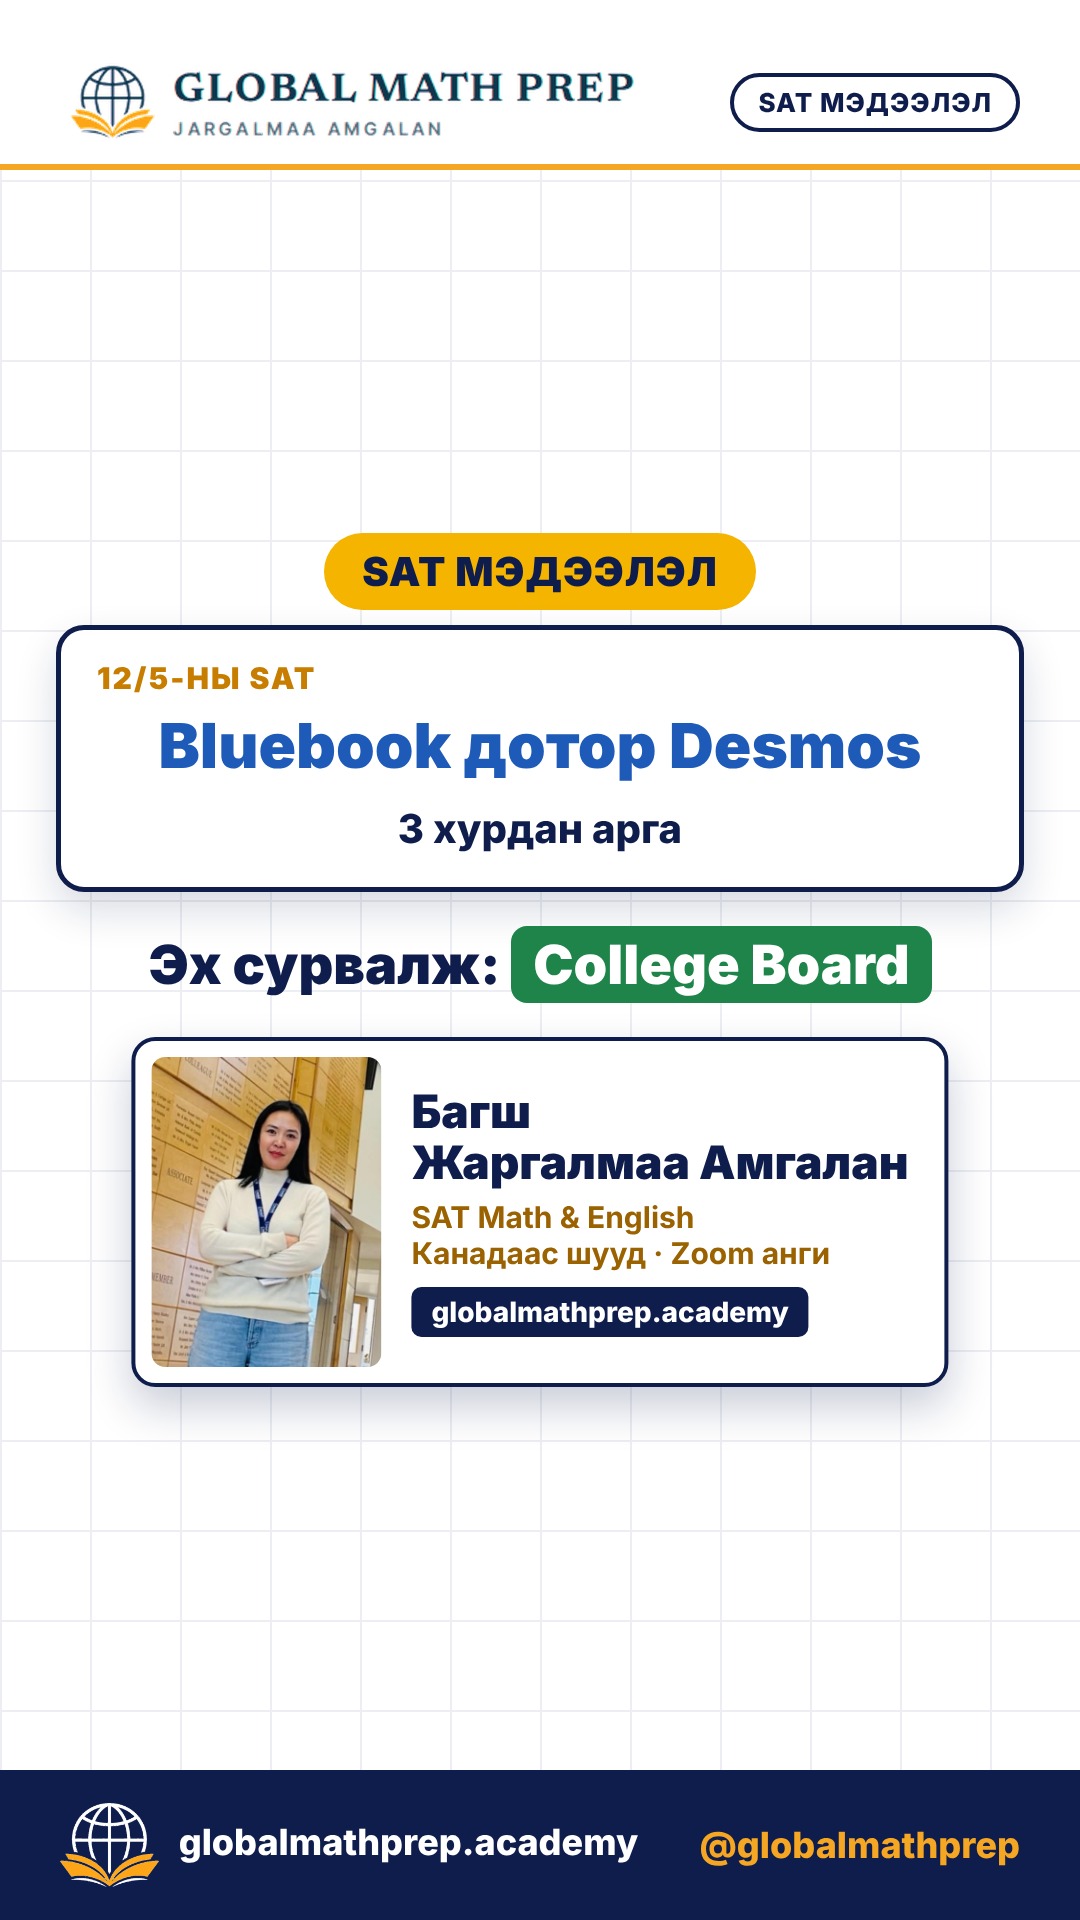 GLOBAL MATH PREP
JARGALMAA AMGALAN
SAT МЭДЭЭЛЭЛ
SAT МЭДЭЭЛЭЛ
12/5-НЫ SAT
Bluebook дотор Desmos
3 хурдан арга
Эх сурвалж: College Board
Багш
Жаргалмаа Амгалан
SAT Math & English
Канадаас шууд · Zoom анги
globalmathprep.academy
ASSOCIATE
globalmathprep.academy
@globalmathprep